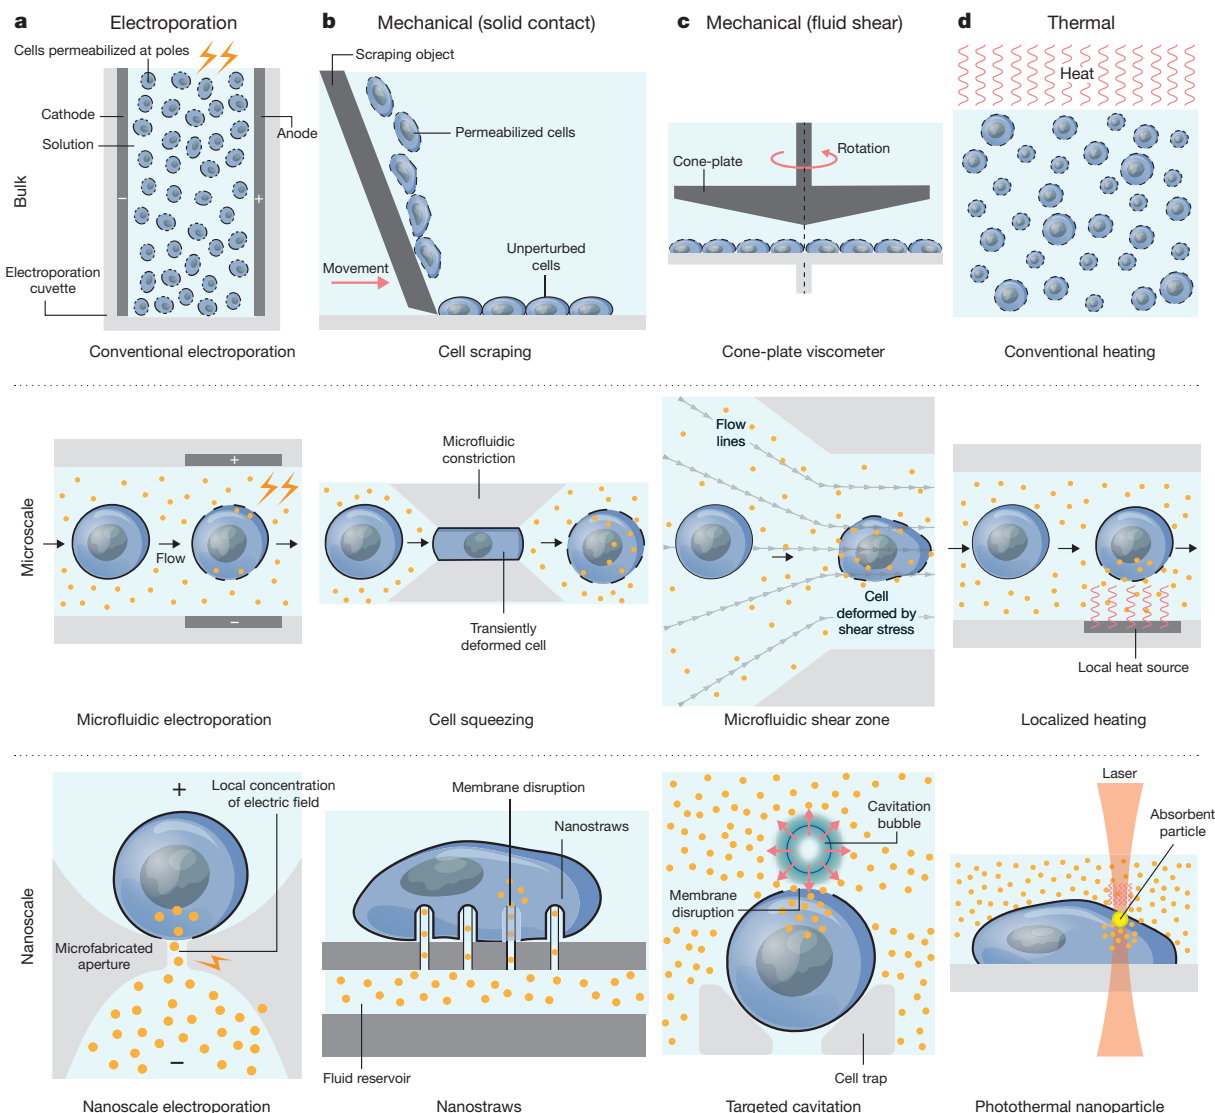 a Electroporation
b Mechanical (solid contact)
c Mechanical (fluid shear)
d Thermal
Bulk
Cells permeabilized at poles
Cathode
Solution
Anode
−
+
Electroporation
cuvette
Conventional electroporation
Scraping object
Permeabilized cells
Unperturbed
cells
Movement
Cell scraping
Rotation
Cone-plate
Cone-plate viscometer
Heat
Conventional heating
Microscale
+
Flow
−
Microfluidic electroporation
Microfluidic
constriction
Transiently
deformed cell
Cell squeezing
Flow
lines
Cell
deformed by
shear stress
Microfluidic shear zone
Local heat source
Localized heating
Nanoscale
+
Local concentration
of electric field
Microfabricated
aperture
−
Nanoscale electroporation
Membrane disruption
Nanostraws
Fluid reservoir
Nanostraws
Cavitation
bubble
Membrane
disruption
Cell trap
Targeted cavitation
Laser
Absorbent
particle
Photothermal nanoparticle